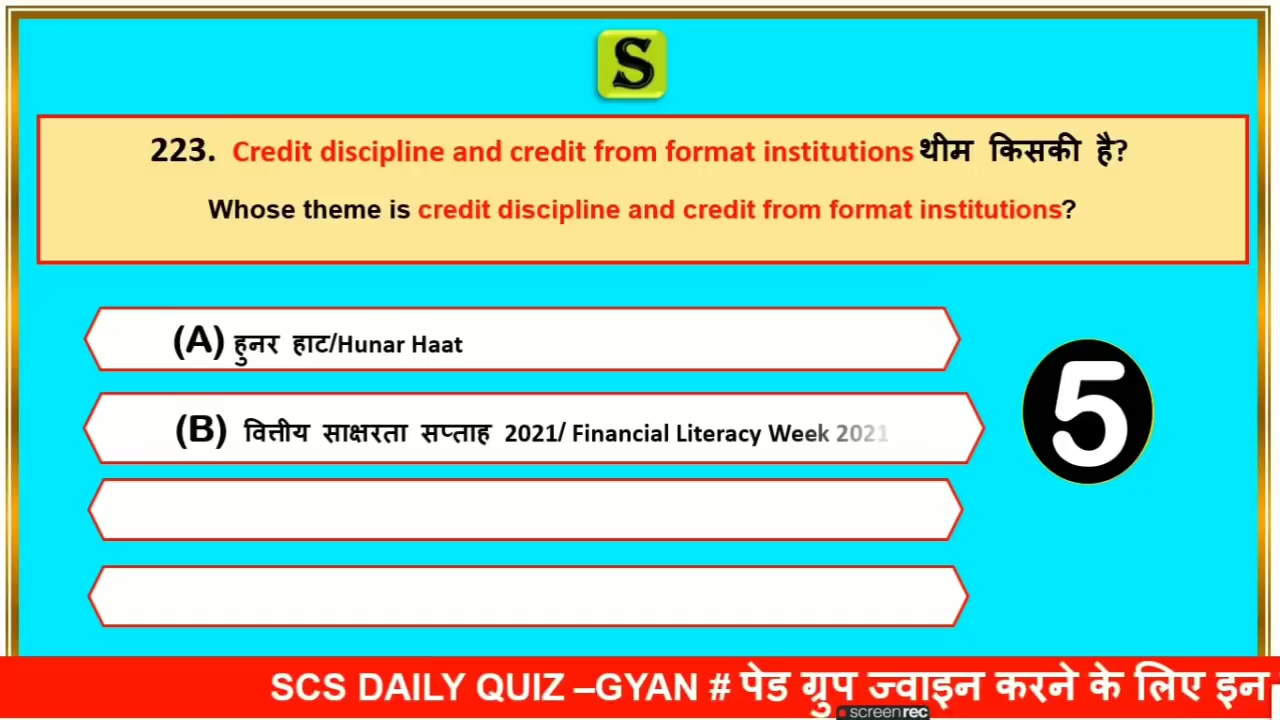 S
223. Credit discipline and credit from format institutions थीम किसकी है?
Whose theme is credit discipline and credit from format institutions?
(A) हुनर हाट/Hunar Haat
(B) वित्तीय साक्षरता सप्ताह 2021/ Financial Literacy Week 2021
5
SCS DAILY QUIZ –GYAN # पेड ग्रुप ज्वाइन करने के लिए इन
screenrec